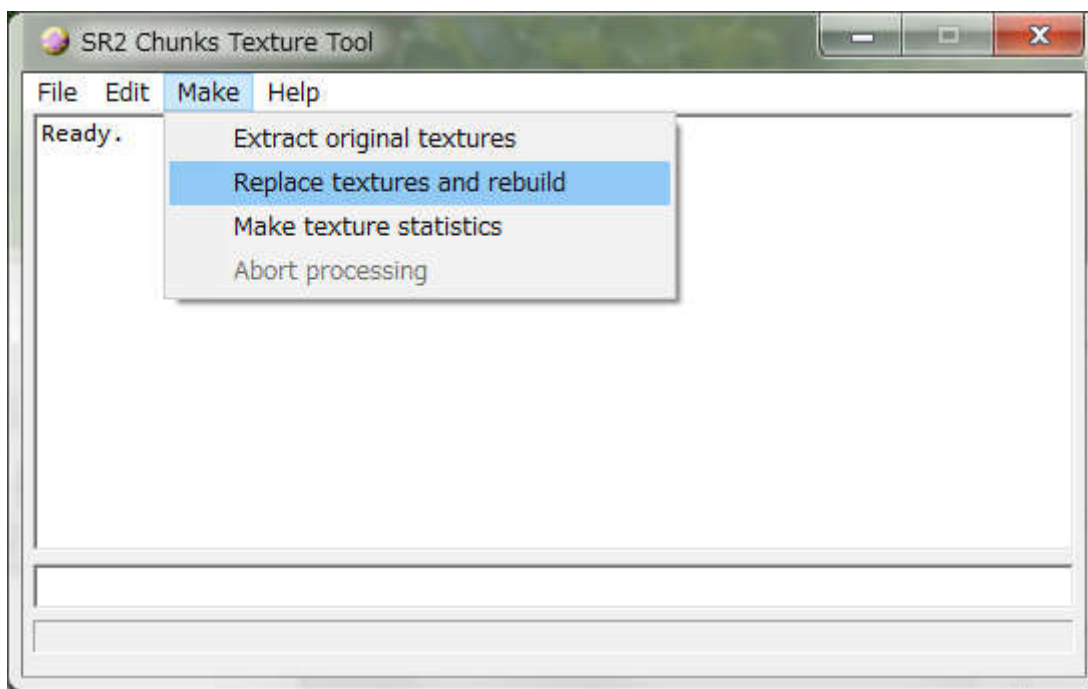 SR2 Chunks Texture Tool
File Edit Make Help
Ready.
Extract original textures
Replace textures and rebuild
Make texture statistics
Abort processing